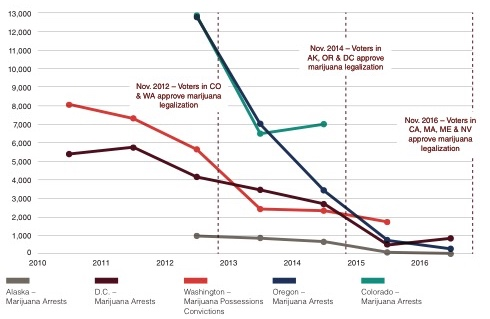 13,000
12,000
11,000
10,000
9,000
8,000
7,000
6,000
5,000
4,000
3,000
2,000
1,000
0
Nov. 2012 – Voters in CO
& WA approve marijuana
legalization
Nov. 2014 – Voters in
AK, OR & DC approve
marijuana legalization
Nov. 2016 – Voters in
CA, MA, ME & NV
approve marijuana
legalization
2010 2011 2012 2013 2014 2015 2016
Alaska –
Marijuana Arrests
D.C. –
Marijuana Arrests
Washington –
Marijuana Possessions
Convictions
Oregon –
Marijuana Arrests
Colorado –
Marijuana Arrests